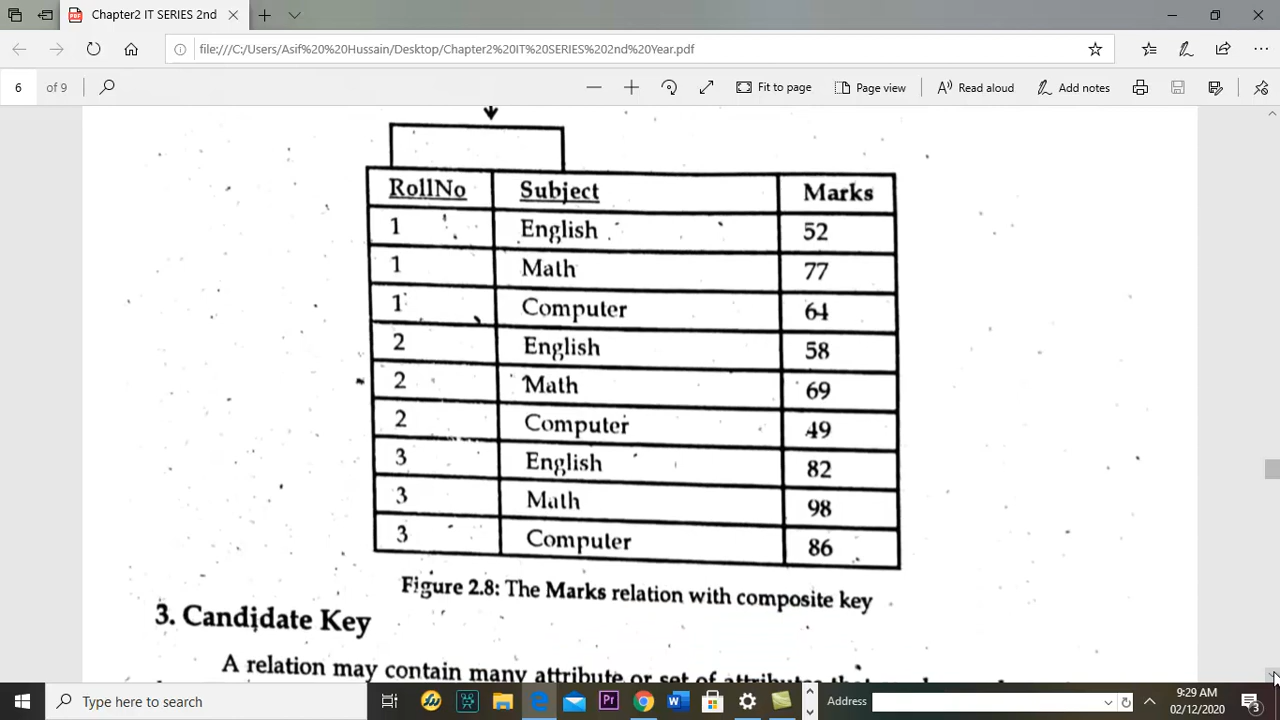 Chapter2 IT SERIES 2nd
file:///C:/Users/Asif%20%20Hussain/Desktop/Chapter2%20IT%20SERIES%202nd%20Year.pdf
6 of 9 Fit to page Page view Read aloud Add notes
RollNo Subject Marks
1 English 52
1 Math 77
1 Computer 64
2 English 58
2 Math 69
2 Computer 49
3 English 82
3 Math 98
3 Computer 86
Figure 2.8: The Marks relation with composite key
3. Candidate Key
A relation may contain many attribute or set of attributes that
Type here to search Address 9:29 AM
02/12/2020